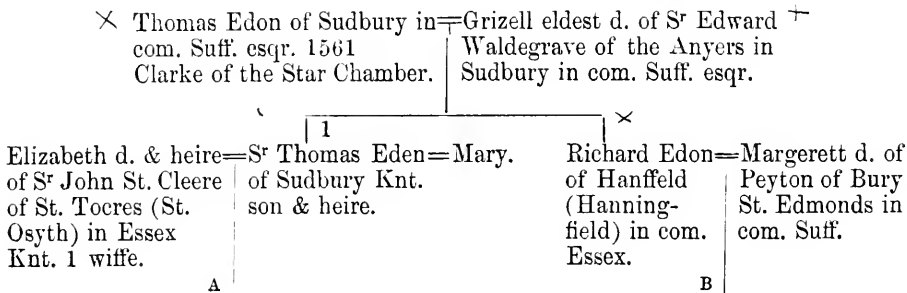 Thomas Edon of Sudbury in
com. Suff. esqr. 1561
Clarke of the Star Chamber.
Grizell eldest d. of Sʳ Edward
Waldegrave of the Anyers in
Sudbury in com. Suff. esqr.
1
Elizabeth d. & heire
of Sʳ John St. Cleere
of St. Tocres (St.
Osyth) in Essex
Knt. 1 wiffe.
Sʳ Thomas Eden
of Sudbury Knt.
son & heire.
Mary.
Richard Edon
of Hanffeld
(Hanning-
field) in com.
Essex.
Margerett d. of
Peyton of Bury
St. Edmonds in
com. Suff.
A
B